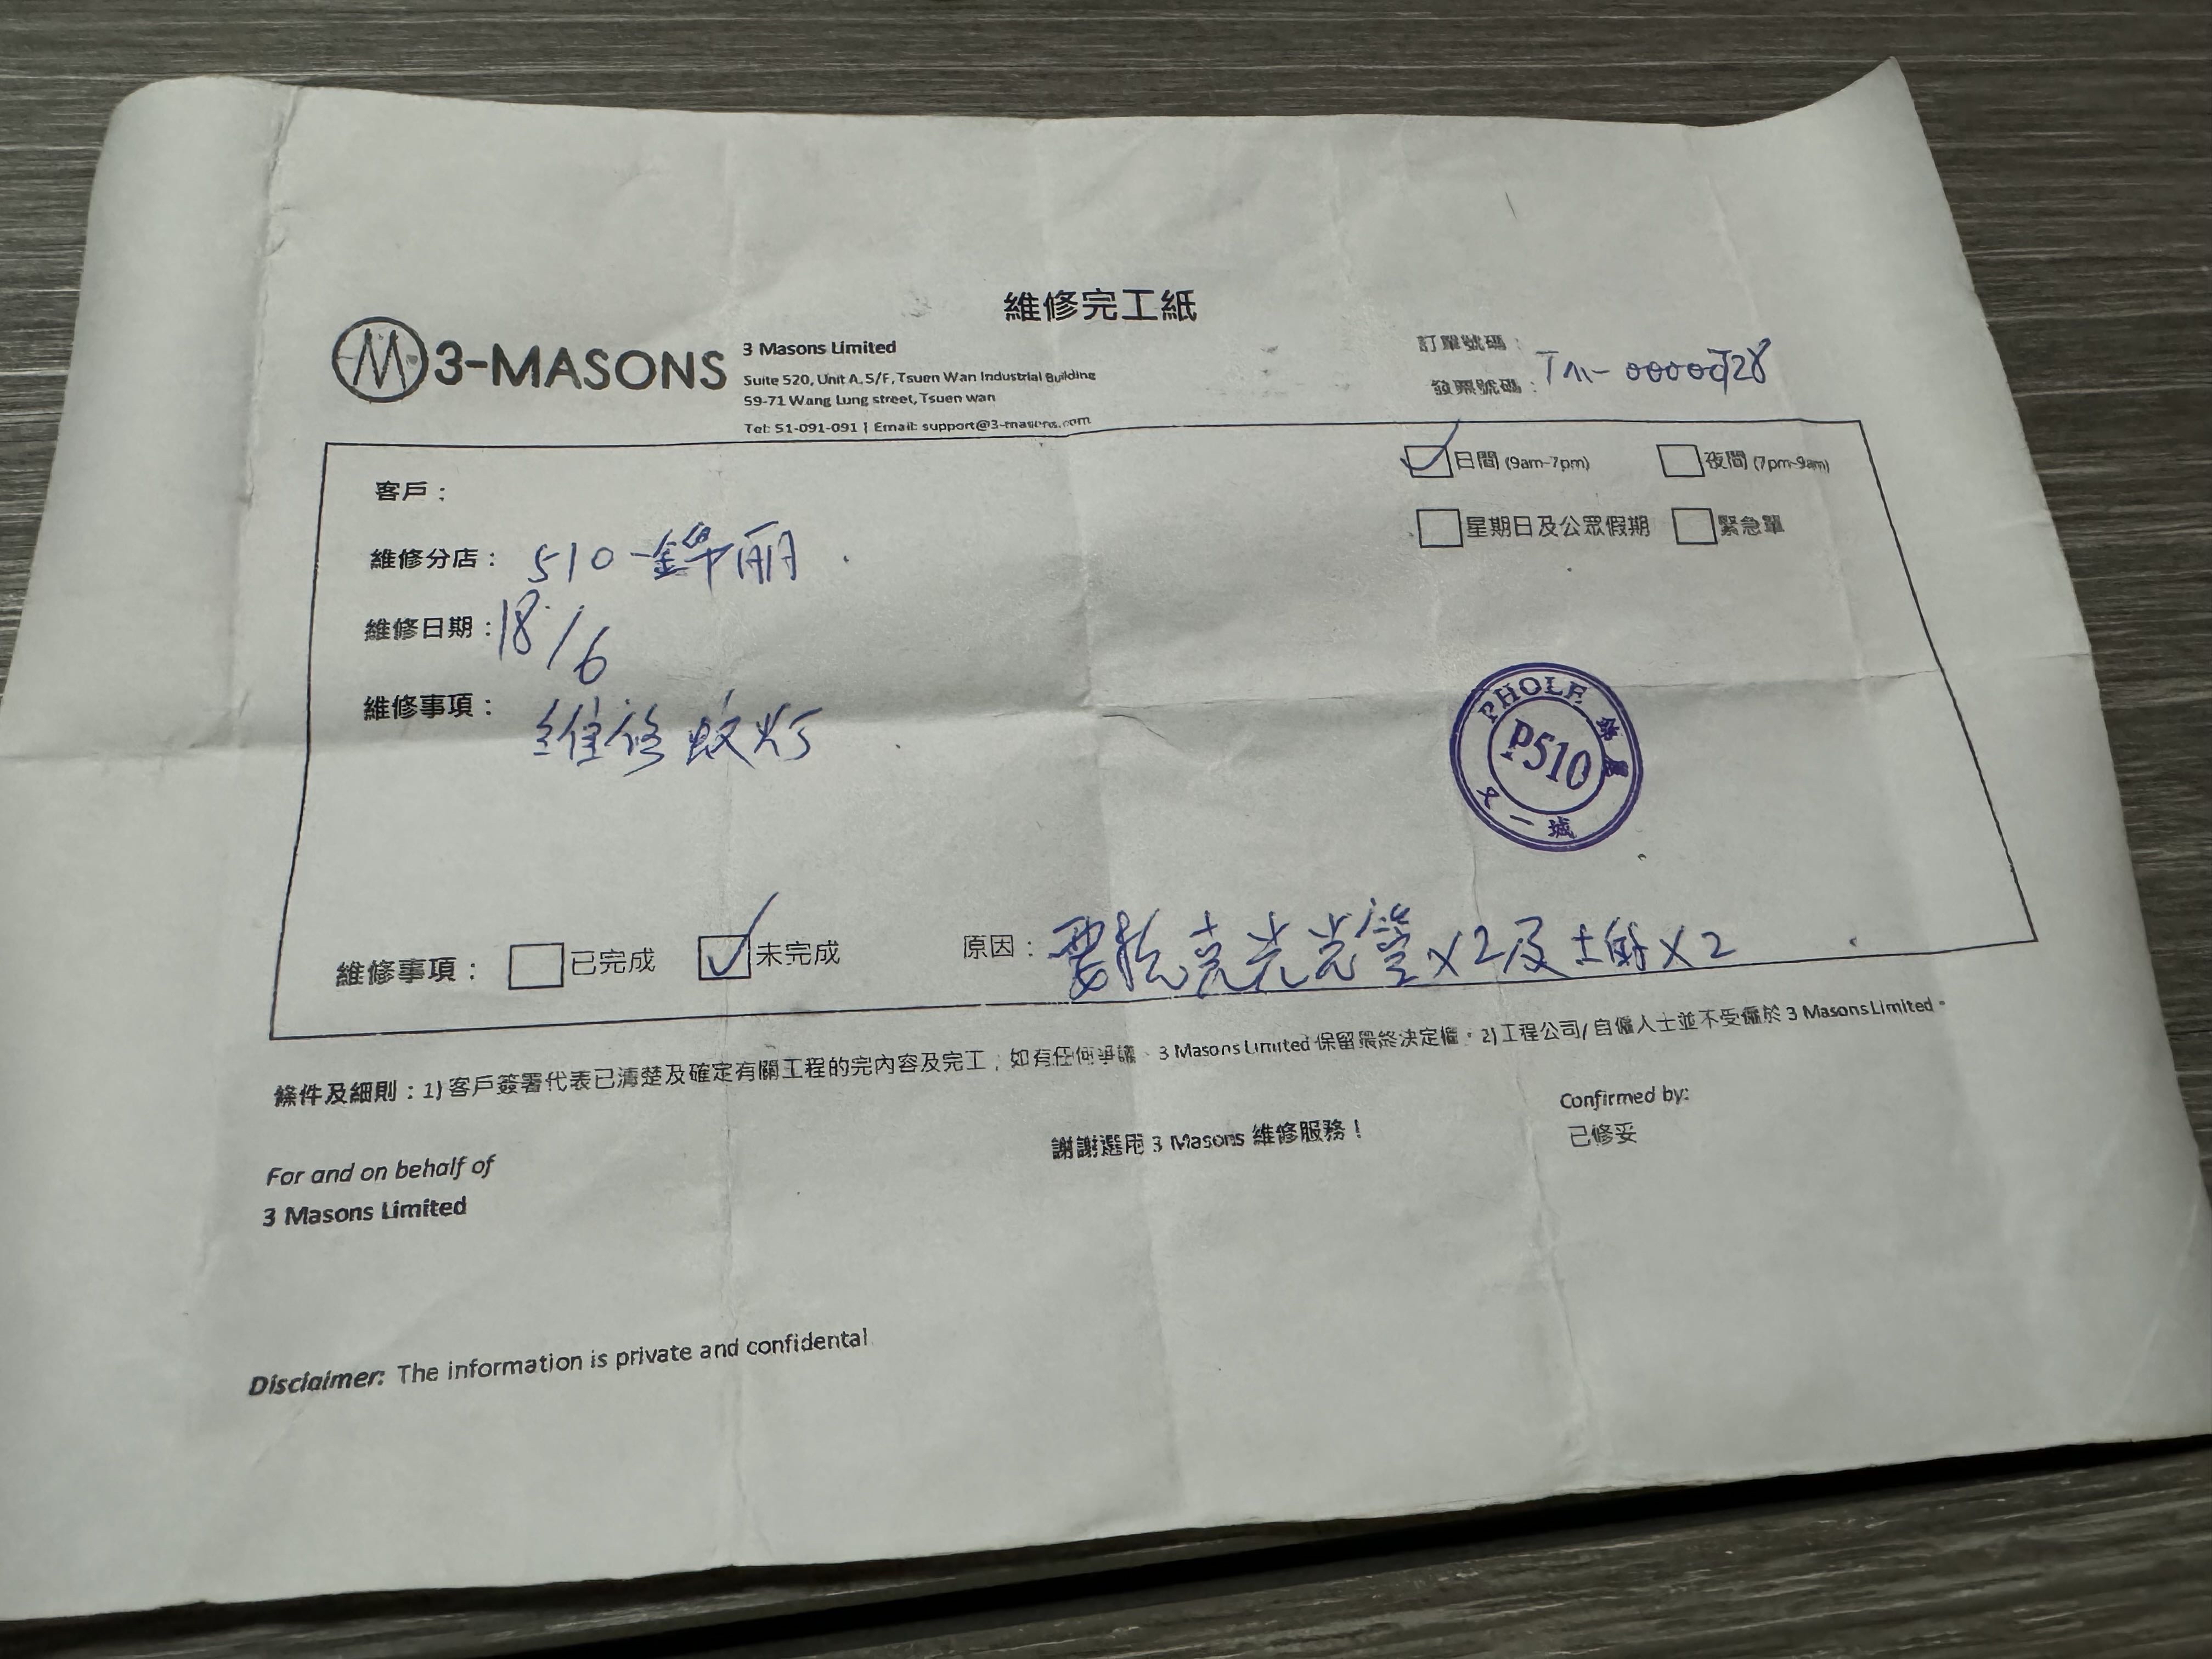 維修完工紙
3-MASONS
3 Masons Limited
Suite 520, Unit A, 5/F, Tsuen Wan Industrial Building
59-71 Wang Lung street, Tsuen wan
Tel: 51-091-091 | Email: support@3-masons.com
訂單號碼：
發票號碼：
日間 (9am-7pm) 夜間 (7pm-9am)
星期日及公眾假期 緊急單
客戶：
維修分店： 510-鏵丽
維修日期： 18/6
維修事項： 維修蚊灯
PHOLE
P510
又一城
維修事項： 已完成 未完成 原因： 要 光管X2及土 X2
條件及細則：1) 客戶簽署代表已清楚及確定有關工程的完內容及完工；如有任何爭議、3 Masons Limited 保留最終決定權。2) 工程公司/ 自僱人士並不受僱於 3 Masons Limited。
謝謝選用 3 Masons 維修服務！
Confirmed by:
已修妥
For and on behalf of
3 Masons Limited
Disclaimer: The information is private and confidental